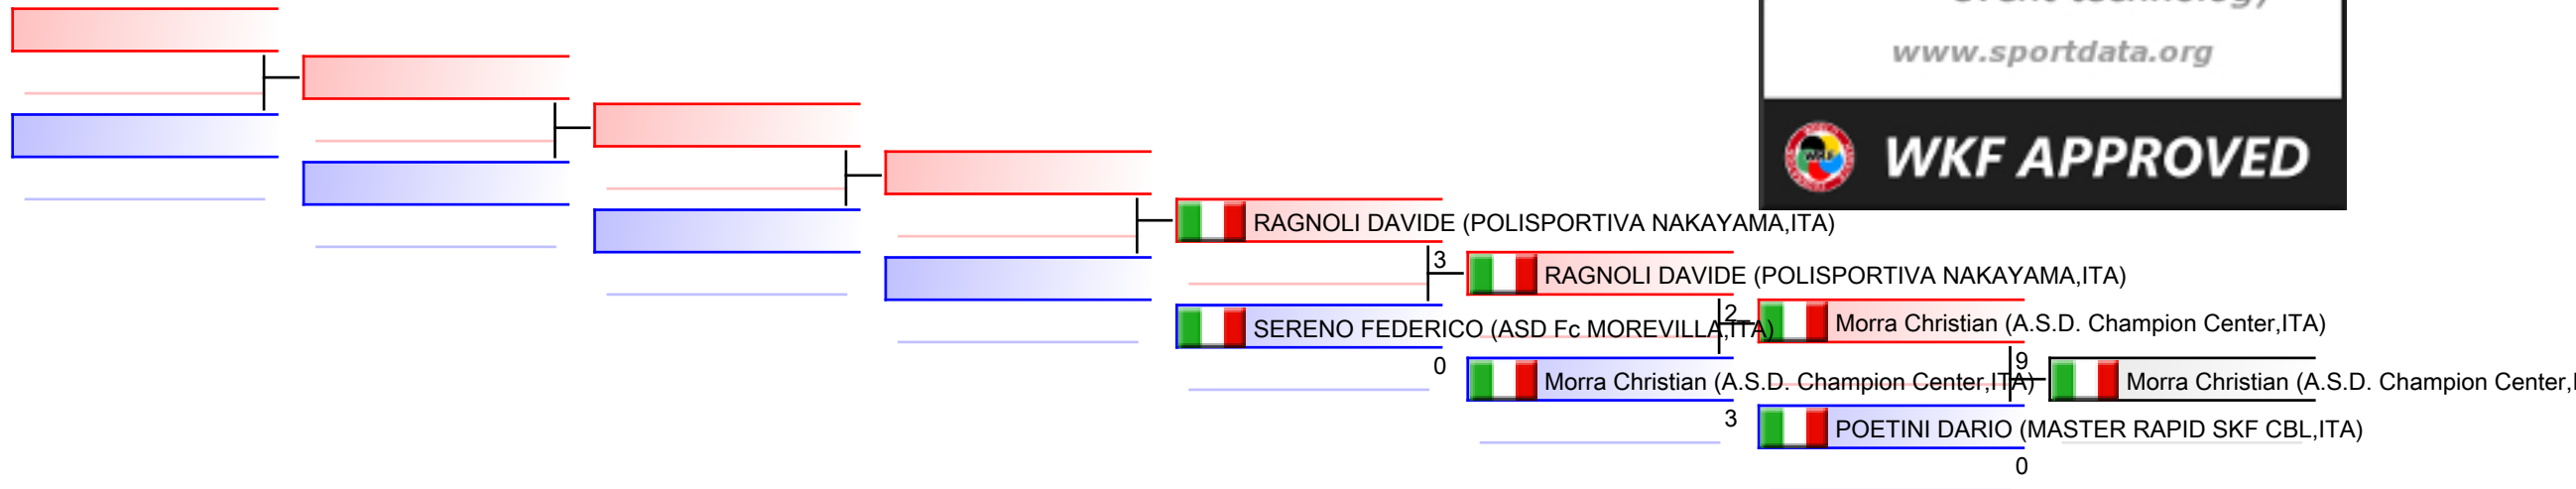 event technology
www.sportdata.org
WKF APPROVED
RAGNOLI DAVIDE (POLISPORTIVA NAKAYAMA,ITA)
3
RAGNOLI DAVIDE (POLISPORTIVA NAKAYAMA,ITA)
SERENO FEDERICO (ASD Fc MOREVILLA,ITA)
2
Morra Christian (A.S.D. Champion Center,ITA)
0
Morra Christian (A.S.D. Champion Center,ITA)
9
Morra Christian (A.S.D. Champion Center,I
3
POETINI DARIO (MASTER RAPID SKF CBL,ITA)
0